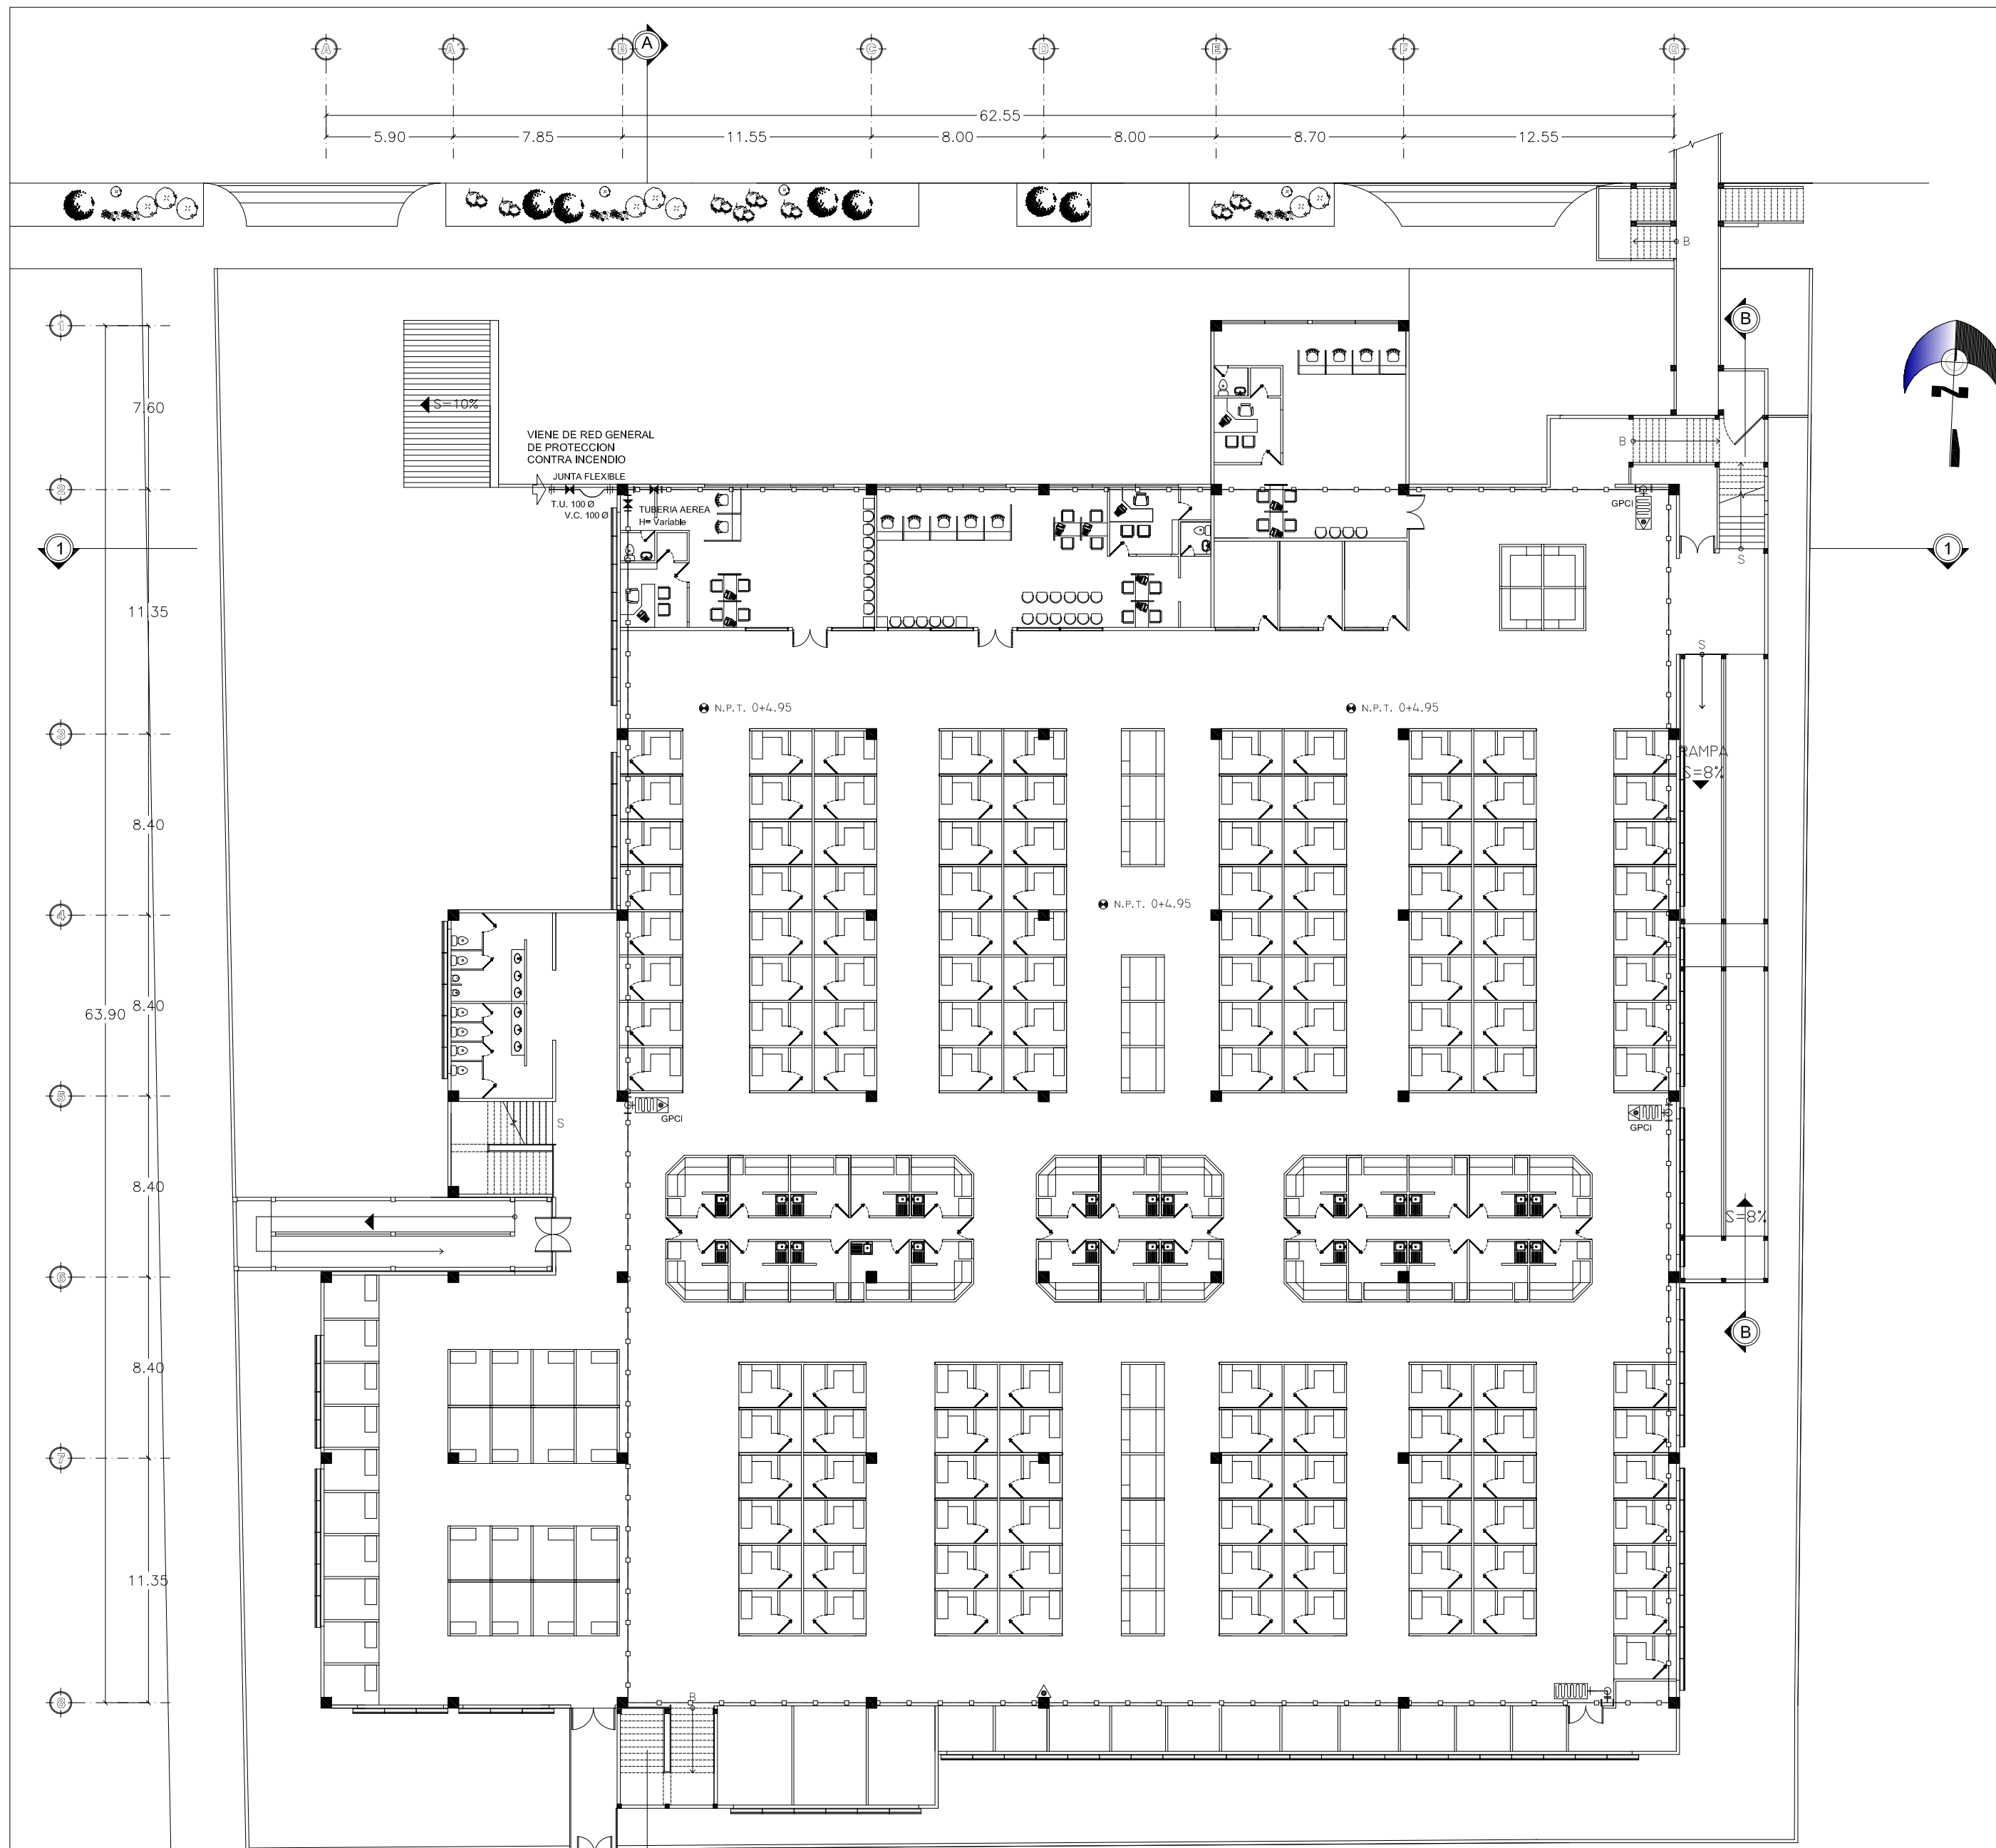 A A' B A C D E F G
62.55
5.90 7.85 11.55 8.00 8.00 8.70 12.55
B
1
B
7.60
S=10%
VIENE DE RED GENERAL
DE PROTECCION
CONTRA INCENDIO
JUNTA FLEXIBLE
T.U. 100 Ø
V.C. 100 Ø
TUBERIA AEREA
H= Variable
B
N
2
GPCI
1
1
S
11.35
S
N.P.T. 0+4.95
N.P.T. 0+4.95
3
RAMPA
S=8%
8.40
N.P.T. 0+4.95
4
8.40
63.90
5
GPCI
GPCI
S
8.40
S=8%
6
B
8.40
7
11.35
8
B